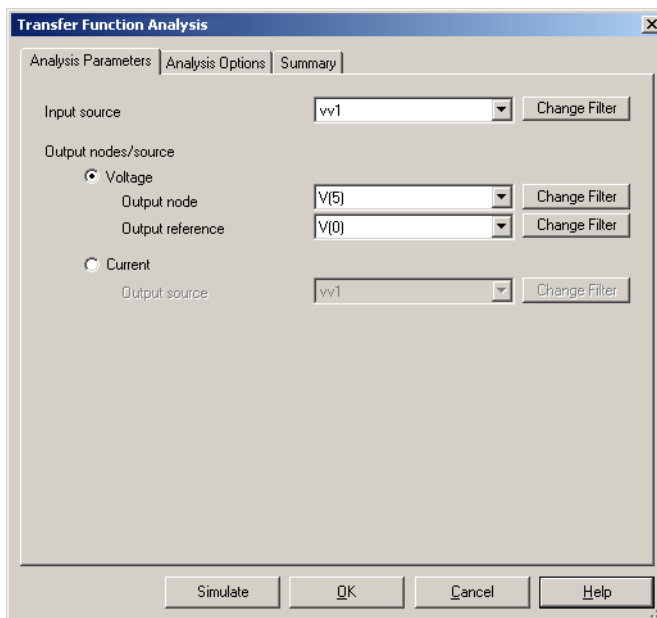 Transfer Function Analysis
Analysis Parameters Analysis Options Summary
Input source vv1 Change Filter
Output nodes/source
Voltage
Output node V(5) Change Filter
Output reference V(0) Change Filter
Current
Output source vv1 Change Filter
Simulate OK Cancel Help